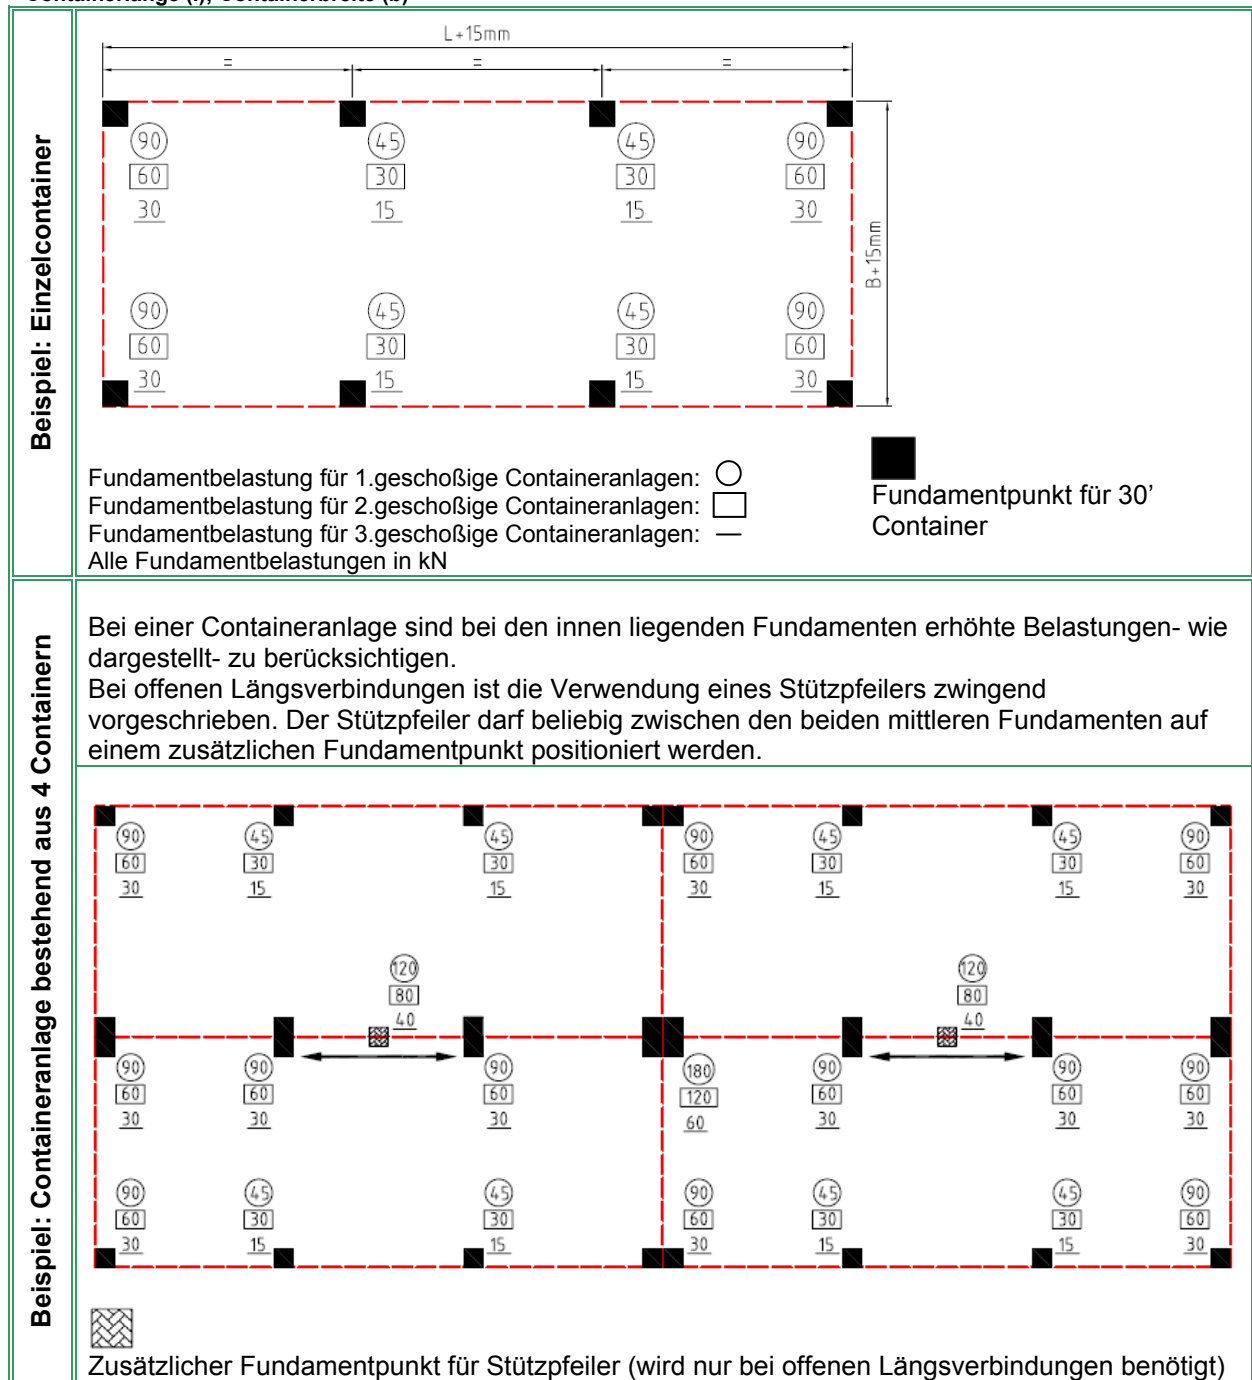 Containerlänge (l), Containerbreite (b)
Beispiel: Einzelcontainer
L+15mm
= = =
90 45 45 90
60 30 30 60
30 15 15 30
B+15mm
90 45 45 90
60 30 30 60
30 15 15 30
Fundamentbelastung für 1.geschoßige Containeranlagen:
Fundamentbelastung für 2.geschoßige Containeranlagen:
Fundamentbelastung für 3.geschoßige Containeranlagen:
Alle Fundamentbelastungen in kN
Fundamentpunkt für 30’
Container
Beispiel: Containeranlage bestehend aus 4 Containern
Bei einer Containeranlage sind bei den innen liegenden Fundamenten erhöhte Belastungen- wie
dargestellt- zu berücksichtigen.
Bei offenen Längsverbindungen ist die Verwendung eines Stützpfeilers zwingend
vorgeschrieben. Der Stützpfeiler darf beliebig zwischen den beiden mittleren Fundamenten auf
einem zusätzlichen Fundamentpunkt positioniert werden.
90 45 45 90 45 45 90
60 30 30 60 30 30 60
30 15 15 30 15 15 30
120 120
80 80
40 40
90 90 90 180 90 90 90
60 60 60 120 60 60 60
30 30 30 60 30 30 30
90 45 45 90 45 45 90
60 30 30 60 30 30 60
30 15 15 30 15 15 30
Zusätzlicher Fundamentpunkt für Stützpfeiler (wird nur bei offenen Längsverbindungen benötigt)